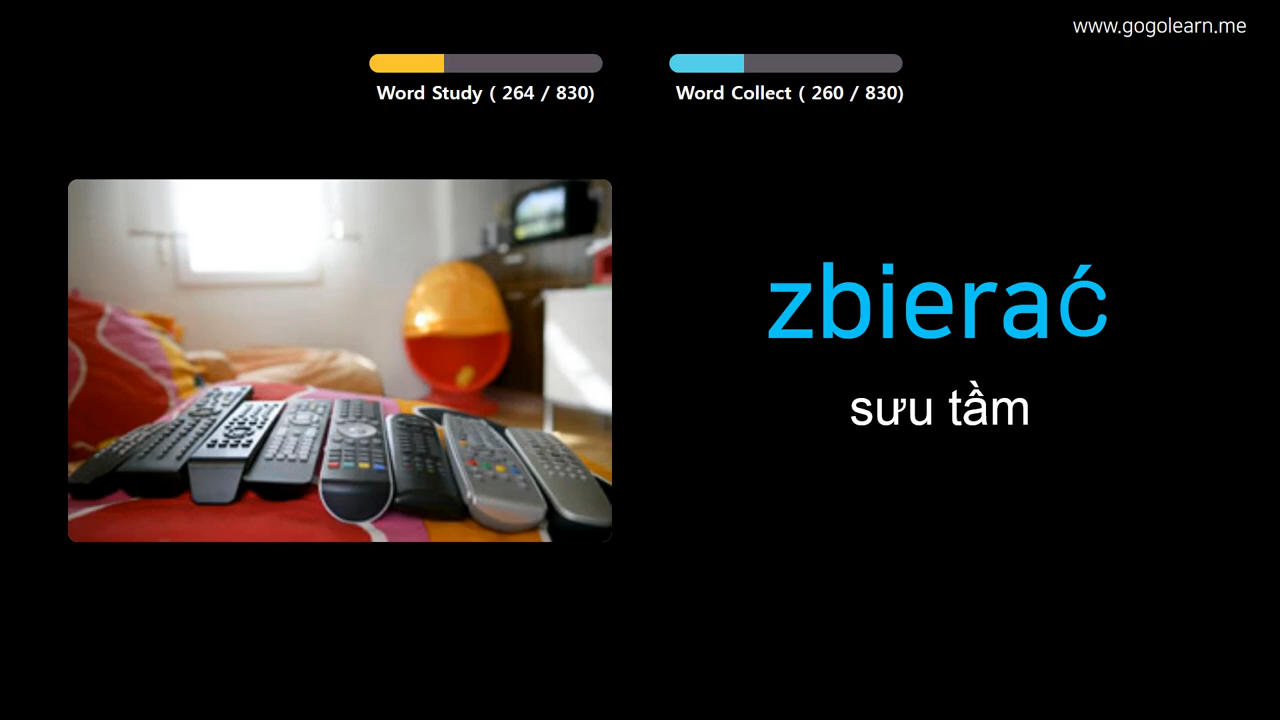 www.gogolearn.me
Word Study ( 264 / 830)
Word Collect ( 260 / 830)
zbierać
sưu tầm